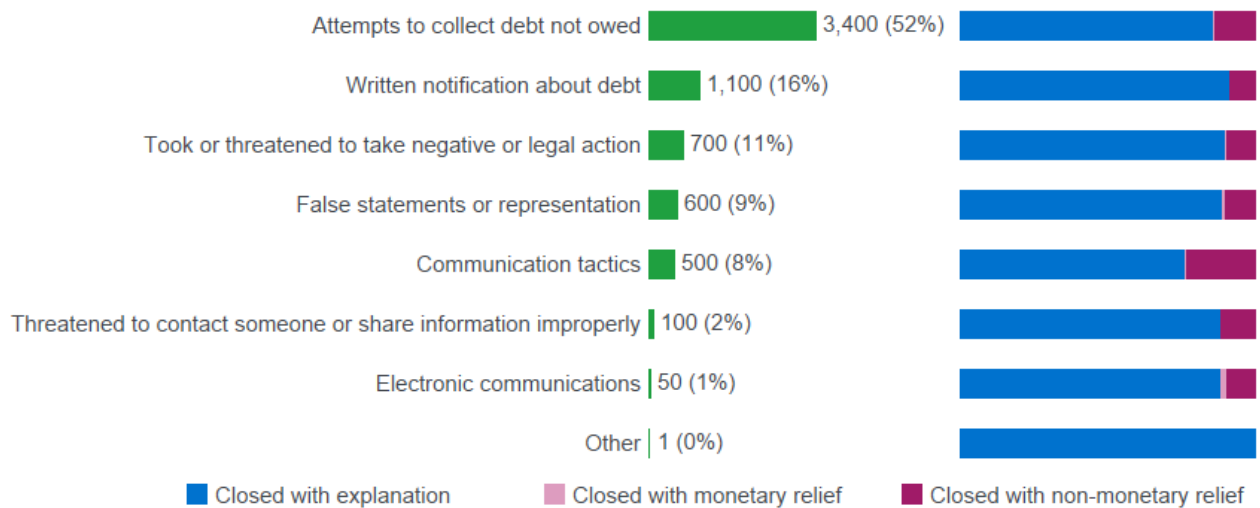 Attempts to collect debt not owed 3,400 (52%)
Written notification about debt 1,100 (16%)
Took or threatened to take negative or legal action 700 (11%)
False statements or representation 600 (9%)
Communication tactics 500 (8%)
Threatened to contact someone or share information improperly 100 (2%)
Electronic communications 50 (1%)
Other 1 (0%)
Closed with explanation Closed with monetary relief Closed with non-monetary relief